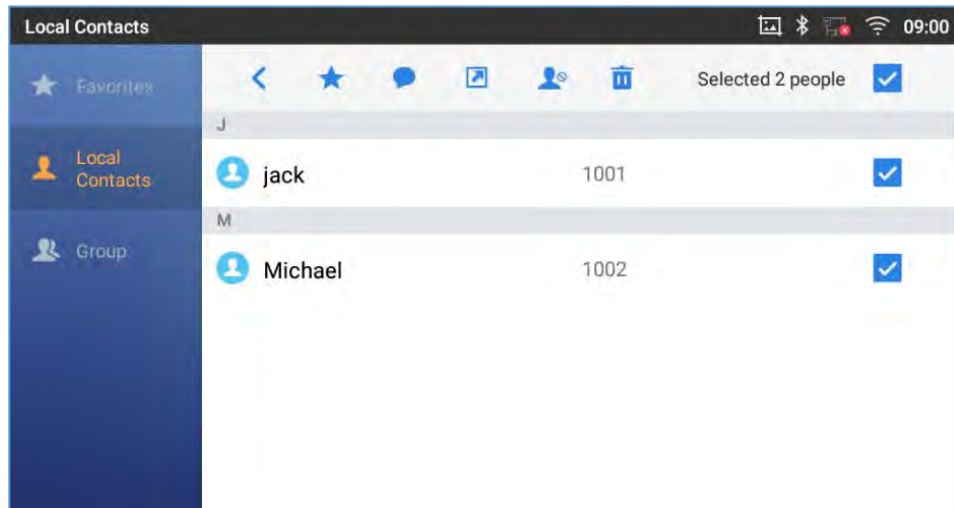 Local Contacts
09:00
Favorites
Selected 2 people
J
Local
Contacts
jack
1001
M
Group
Michael
1002